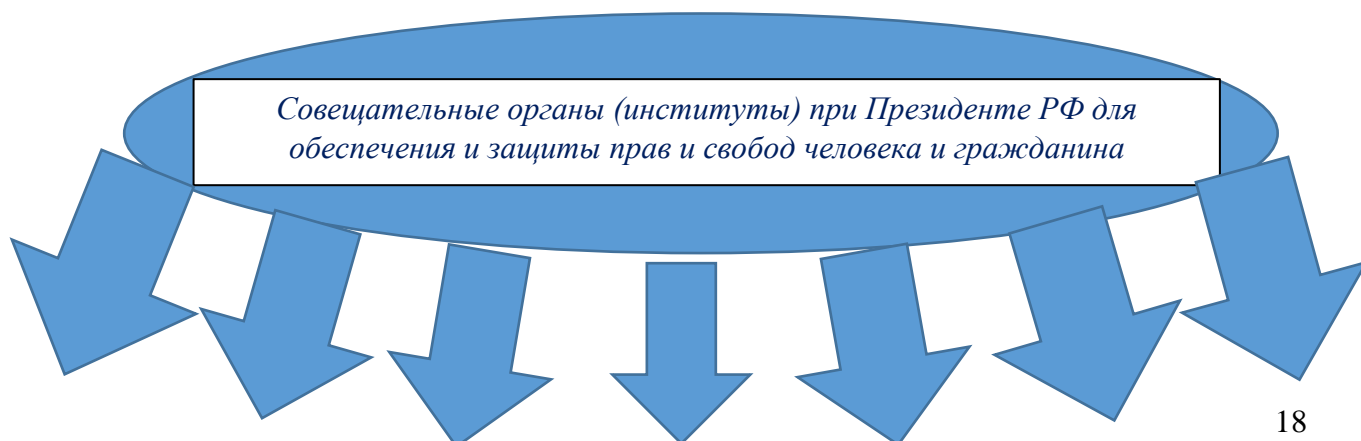 Совещательные органы (институты) при Президенте РФ для
обеспечения и защиты прав и свобод человека и гражданина
18